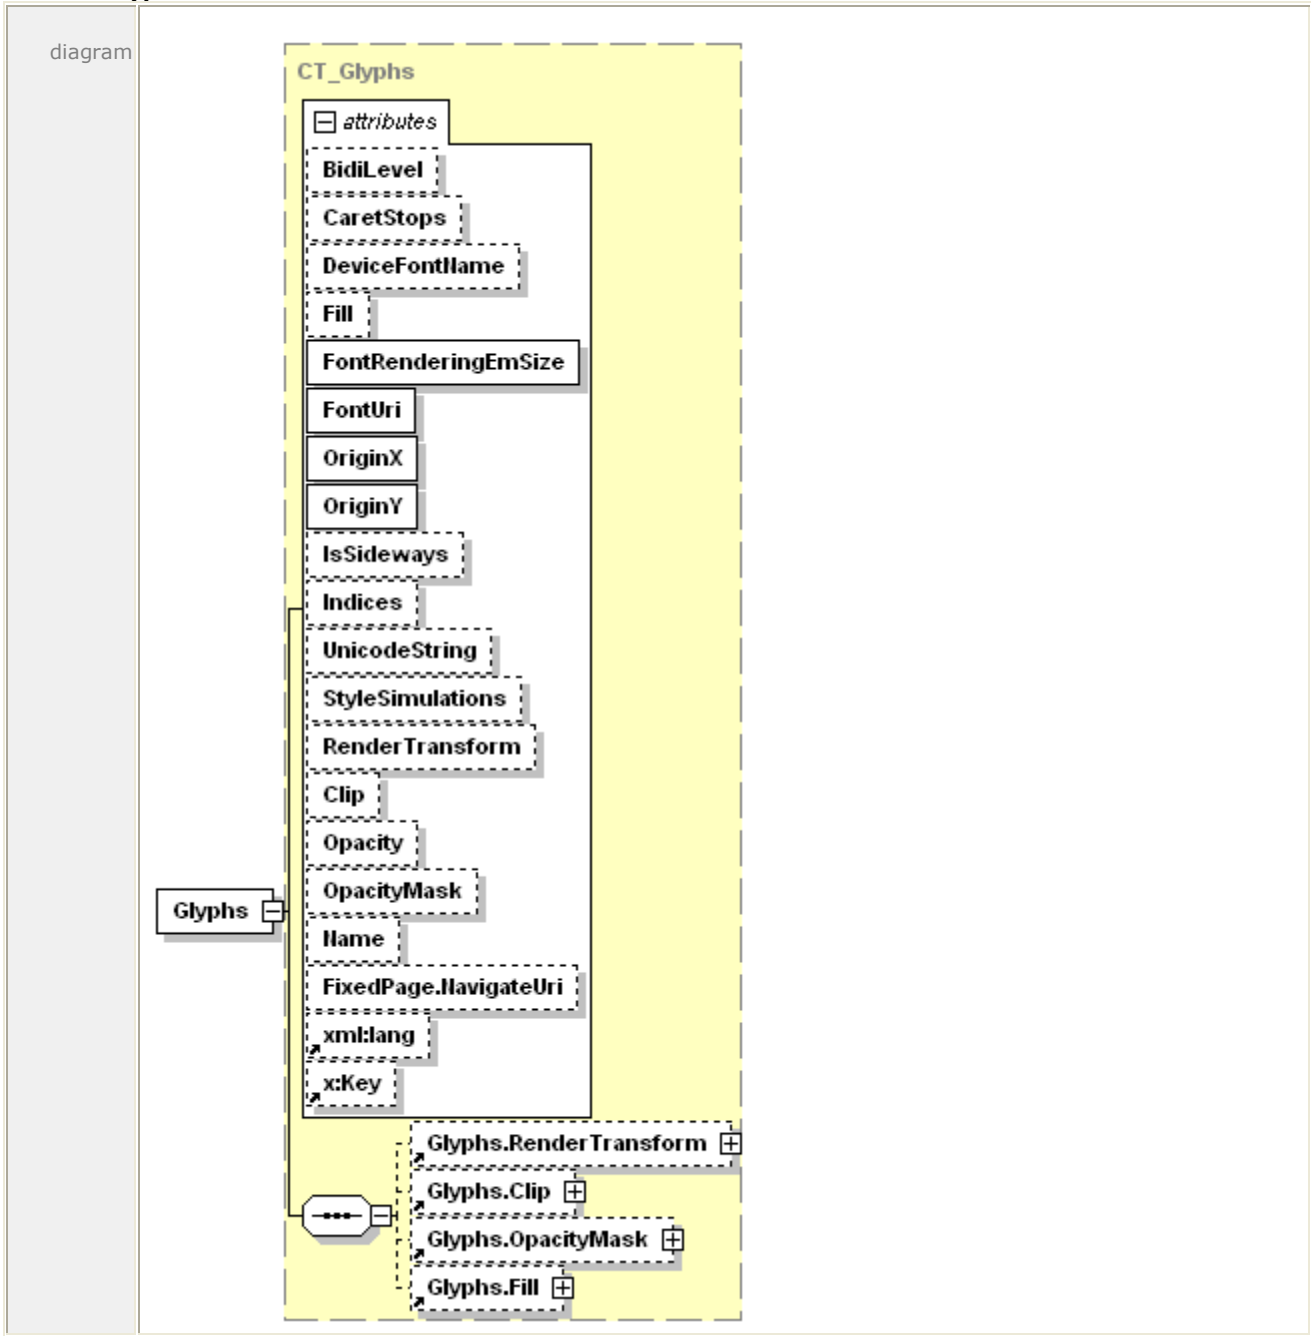 diagram
CT_Glyphs
attributes
BidiLevel
CaretStops
DeviceFontName
Fill
FontRenderingEmSize
FontUri
OriginX
OriginY
IsSideways
Indices
UnicodeString
StyleSimulations
RenderTransform
Clip
Opacity
OpacityMask
Glyphs
Name
FixedPage.NavigateUri
xml:lang
x:Key
Glyphs.RenderTransform
Glyphs.Clip
Glyphs.OpacityMask
Glyphs.Fill